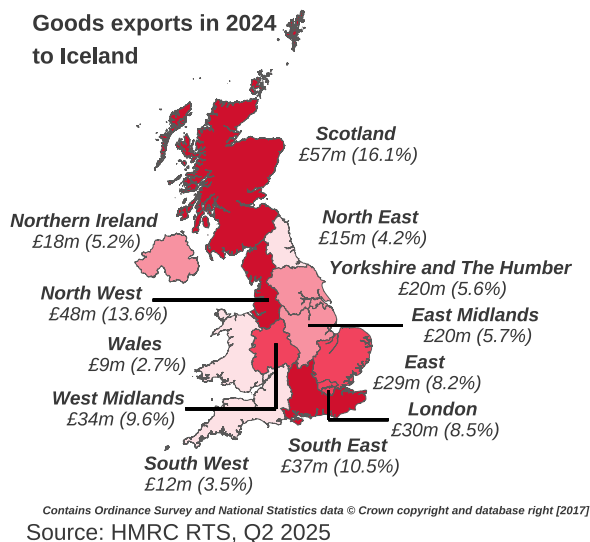 Goods exports in 2024
to Iceland
Scotland
£57m (16.1%)
Northern Ireland
£18m (5.2%)
North East
£15m (4.2%)
Yorkshire and The Humber
£20m (5.6%)
North West
£48m (13.6%)
East Midlands
£20m (5.7%)
Wales
£9m (2.7%)
East
£29m (8.2%)
West Midlands
£34m (9.6%)
London
£30m (8.5%)
South East
£37m (10.5%)
South West
£12m (3.5%)
Contains Ordinance Survey and National Statistics data © Crown copyright and database right [2017]
Source: HMRC RTS, Q2 2025